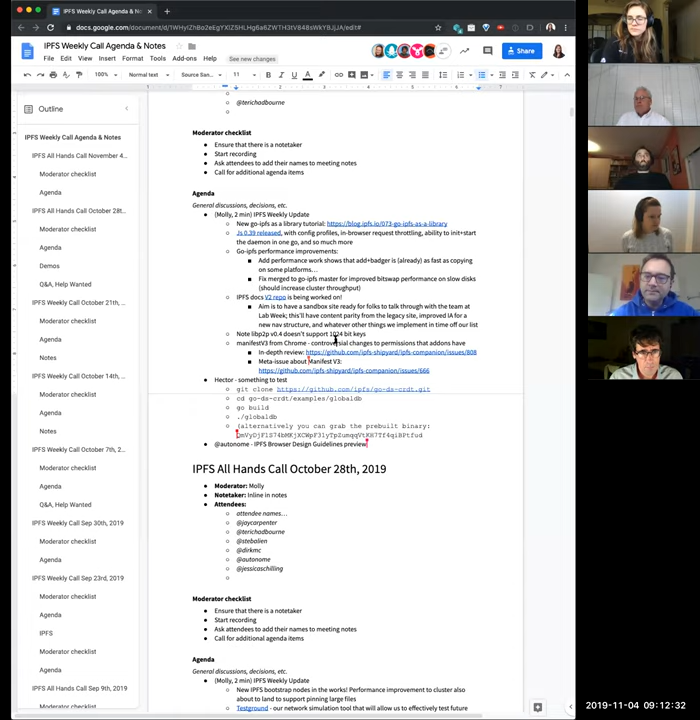 IPFS Weekly Call Agenda & Notes
docs.google.com/document/d/
IPFS Weekly Call Agenda & Notes
File Edit View Insert Format Tools Add-ons Help
See new changes
Share
100% Normal text Source San... 11
Outline
IPFS Weekly Call Agenda & Notes
IPFS All Hands Call November 4...
Moderator checklist
Agenda
IPFS All Hands Call October 28t...
Moderator checklist
Agenda
Demos
Q&A, Help Wanted
IPFS Weekly Call October 21t...
Moderator checklist
Agenda
Notes
IPFS Weekly Call October 14t...
Moderator checklist
Agenda
Notes
IPFS Weekly Call October 7th, 2...
Moderator checklist
Agenda
Q&A, Help Wanted
IPFS Weekly Call Sep 30th, 2019
Moderator checklist
Agenda
IPFS Weekly Call Sep 23rd, 2019
Moderator checklist
Agenda
IPFS
Moderator checklist
Agenda
IPFS Weekly Call Sep 9th, 2019
Moderator checklist
@terichadbourne
Moderator checklist
Ensure that there is a notetaker
Start recording
Ask attendees to add their names to meeting notes
Call for additional agenda items
Agenda
General discussions, decisions, etc.
(Molly, 2 min) IPFS Weekly Update
New go-ipfs as a library tutorial: https://blog.ipfs.io/073-go-ipfs-as-a-library
Js 0.39 released, with config profiles, in-browser request throttling, ability to init+start
the daemon in one go, and so much more
Go-ipfs performance improvements:
Add performance work shows that add+badger is (already) as fast as copying
on some platforms...
Fix merged to go-ipfs master for improved bitswap performance on slow disks
(should increase cluster throughput)
IPFS docs V2 repo is being worked on!
Aim is to have a sandbox site ready for folks to talk through with the team at
Lab Week; this'll have content parity from the legacy site, improved IA for a
new nav structure, and whatever other things we implement in time off our list
Note libp2p v0.4 doesn't support 1024 bit keys
manifestV3 from Chrome - controversial changes to permissions that addons have
In-depth review: https://github.com/ipfs-shipyard/ipfs-companion/issues/808
Meta-issue about Manifest V3:
https://github.com/ipfs-shipyard/ipfs-companion/issues/666
Hector - something to test
git clone https://github.com/ipfs/go-ds-crdt.git
cd go-ds-crdt/examples/globaldb
go build
./globaldb
(alternatively you can grab the prebuilt binary:
@autonome - IPFS Browser Design Guidelines preview
IPFS All Hands Call October 28th, 2019
Moderator: Molly
Notetaker: Inline in notes
Attendees:
attendee names...
@jaycarpenter
@terichadbourne
@stebalien
@dirkmc
@autonome
@jessicaschilling
Moderator checklist
Ensure that there is a notetaker
Start recording
Ask attendees to add their names to meeting notes
Call for additional agenda items
Agenda
General discussions, decisions, etc.
(Molly, 2 min) IPFS Weekly Update
New IPFS bootstrap nodes in the works! Performance improvement to cluster also
about to land to support pinning large files
Testground - our network simulation tool that will allow us to effectively test future
2019-11-04 09:12:32